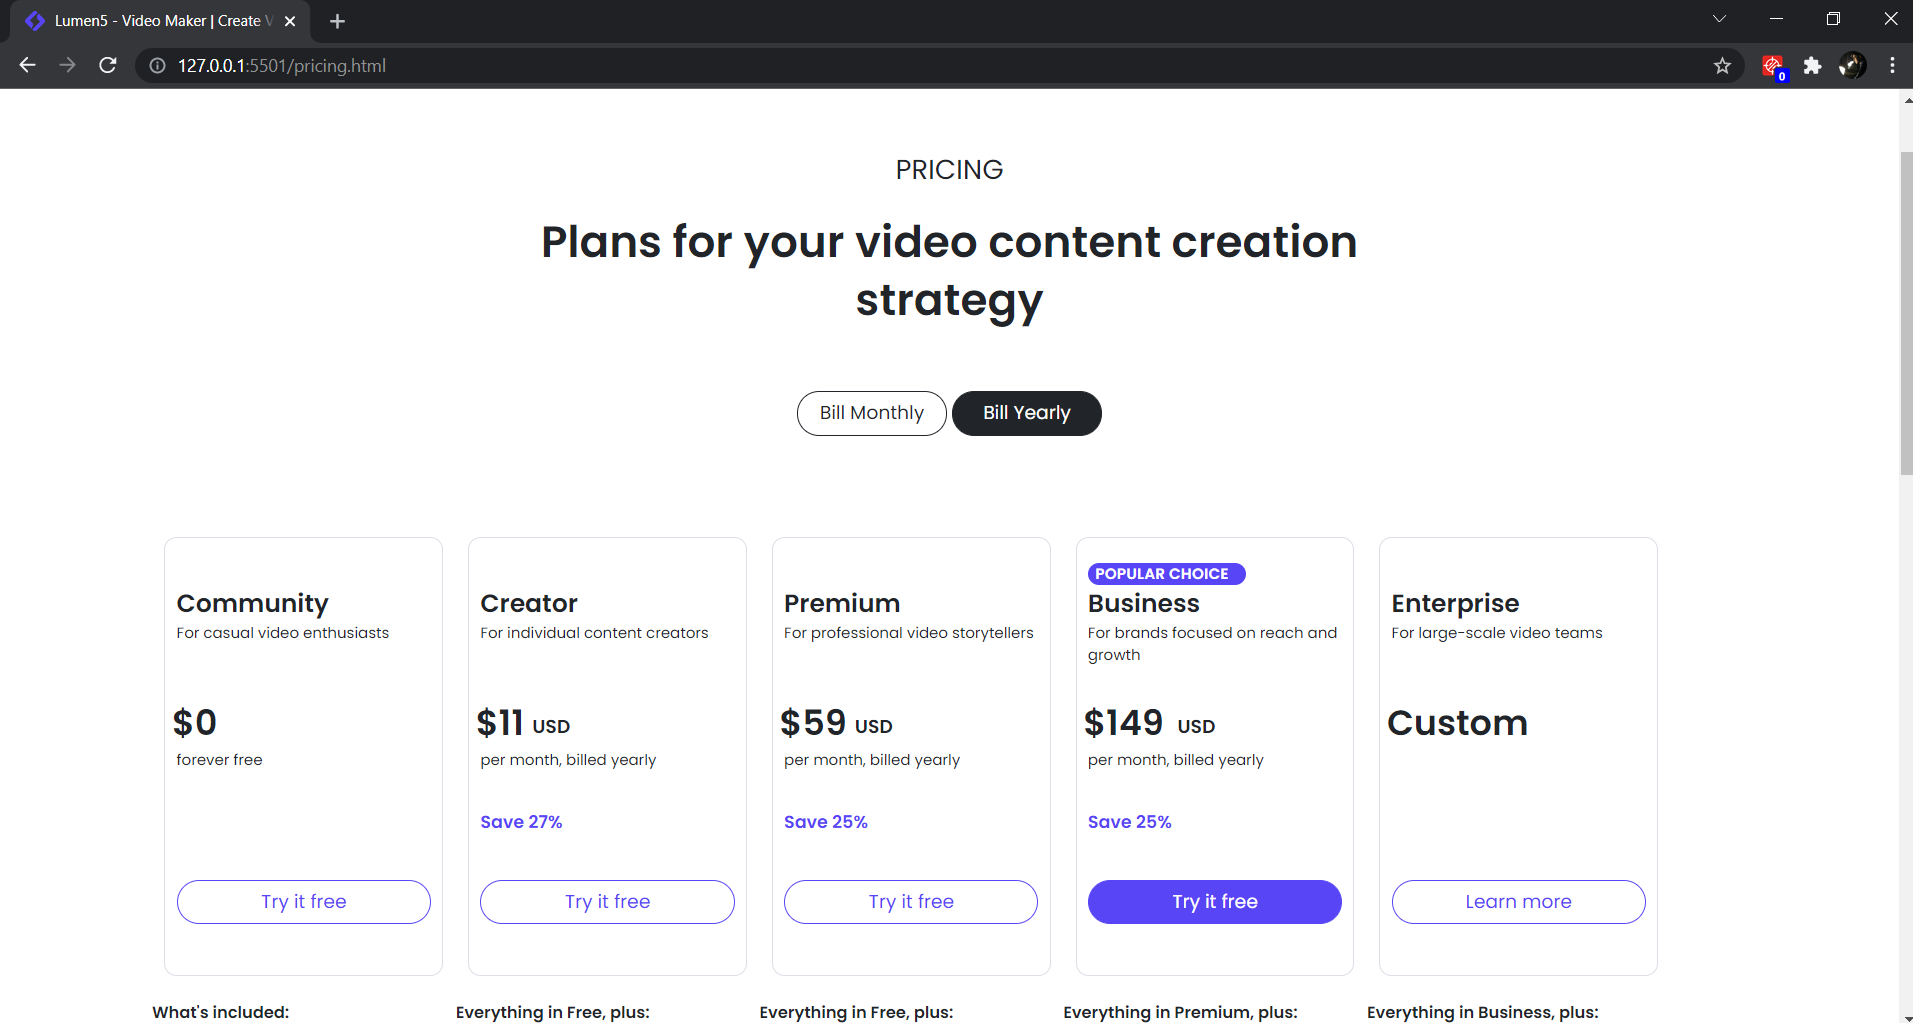 Lumen5 - Video Maker | Create V
127.0.0.1:5501/pricing.html
0
PRICING
Plans for your video content creation
strategy
Bill Monthly
Bill Yearly
Community
For casual video enthusiasts
$0
forever free
Try it free
What's included:
Creator
For individual content creators
$11 USD
per month, billed yearly
Save 27%
Try it free
Everything in Free, plus:
Premium
For professional video storytellers
$59 USD
per month, billed yearly
Save 25%
Try it free
Everything in Free, plus:
POPULAR CHOICE
Business
For brands focused on reach and
growth
$149 USD
per month, billed yearly
Save 25%
Try it free
Everything in Premium, plus:
Enterprise
For large-scale video teams
Custom
Learn more
Everything in Business, plus: